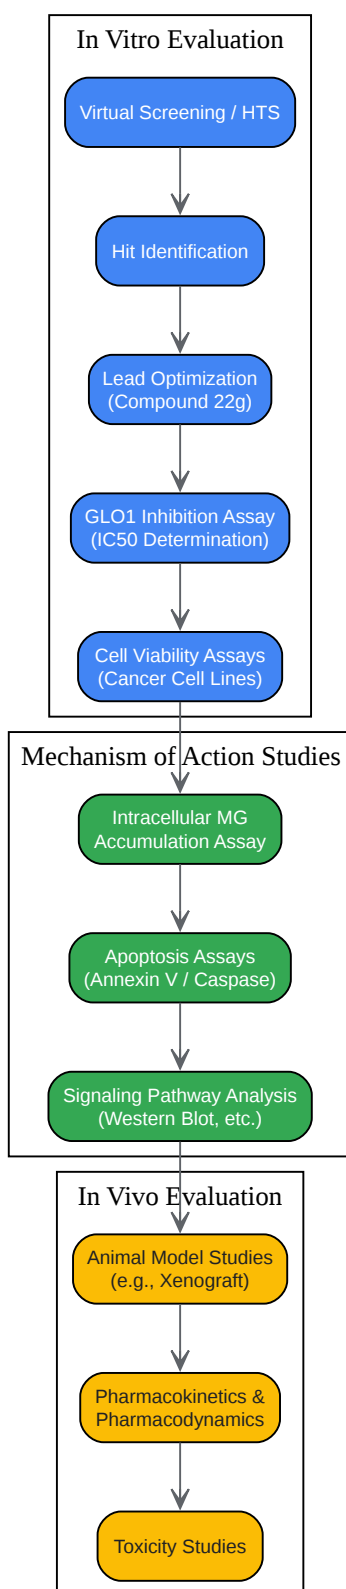 In Vitro Evaluation
Virtual Screening / HTS
Hit Identification
Lead Optimization
(Compound 22g)
GLO1 Inhibition Assay
(IC50 Determination)
Cell Viability Assays
(Cancer Cell Lines)
Mechanism of Action Studies
Intracellular MG
Accumulation Assay
Apoptosis Assays
(Annexin V / Caspase)
Signaling Pathway Analysis
(Western Blot, etc.)
In Vivo Evaluation
Animal Model Studies
(e.g., Xenograft)
Pharmacokinetics &
Pharmacodynamics
Toxicity Studies